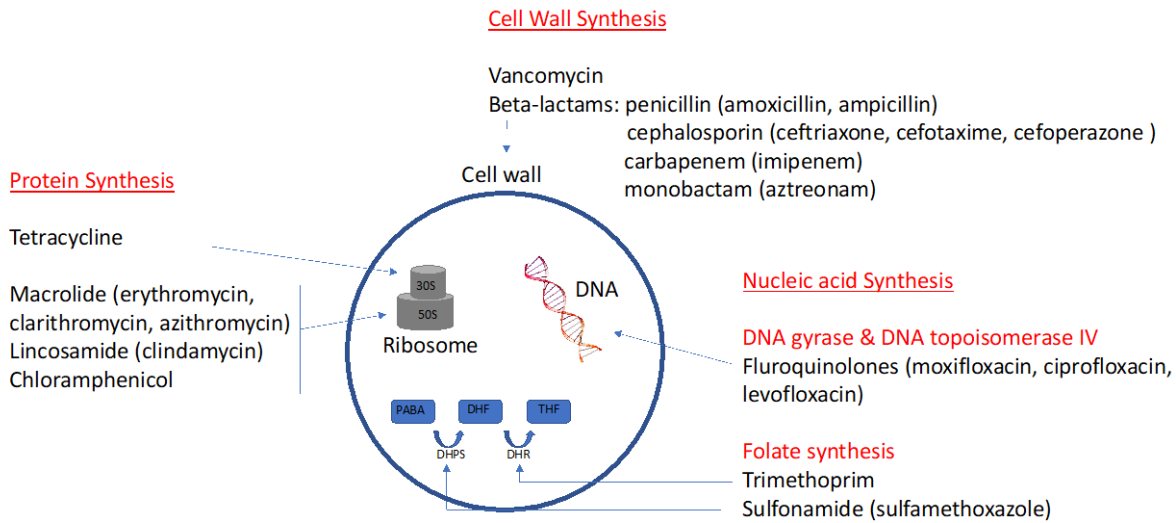 Cell Wall Synthesis
Vancomycin
Beta-lactams: penicillin (amoxicillin, ampicillin)
cephalosporin (ceftriaxone, cefotaxime, cefoperazone )
carbapenem (imipenem)
monobactam (aztreonam)
Cell wall
Protein Synthesis
Tetracycline
Macrolide (erythromycin,
clarithromycin, azithromycin)
Lincosamide (clindamycin)
Chloramphenicol
30S
50S
Ribosome
DNA
Nucleic acid Synthesis
DNA gyrase & DNA topoisomerase IV
Fluroquinolones (moxifloxacin, ciprofloxacin,
levofloxacin)
PABA
DHF
THF
DHPS
DHR
Folate synthesis
Trimethoprim
Sulfonamide (sulfamethoxazole)